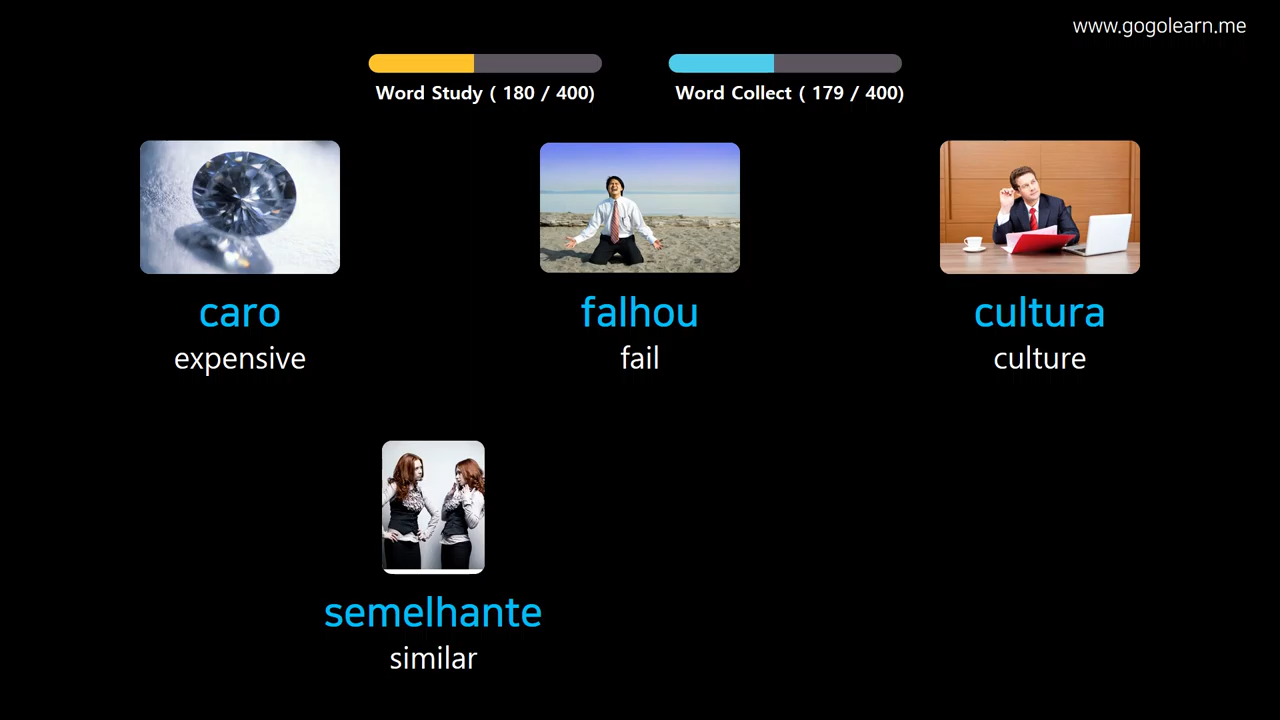 www.gogolearn.me
Word Study ( 180 / 400)
Word Collect ( 179 / 400)
caro
expensive
falhou
fail
cultura
culture
semelhante
similar